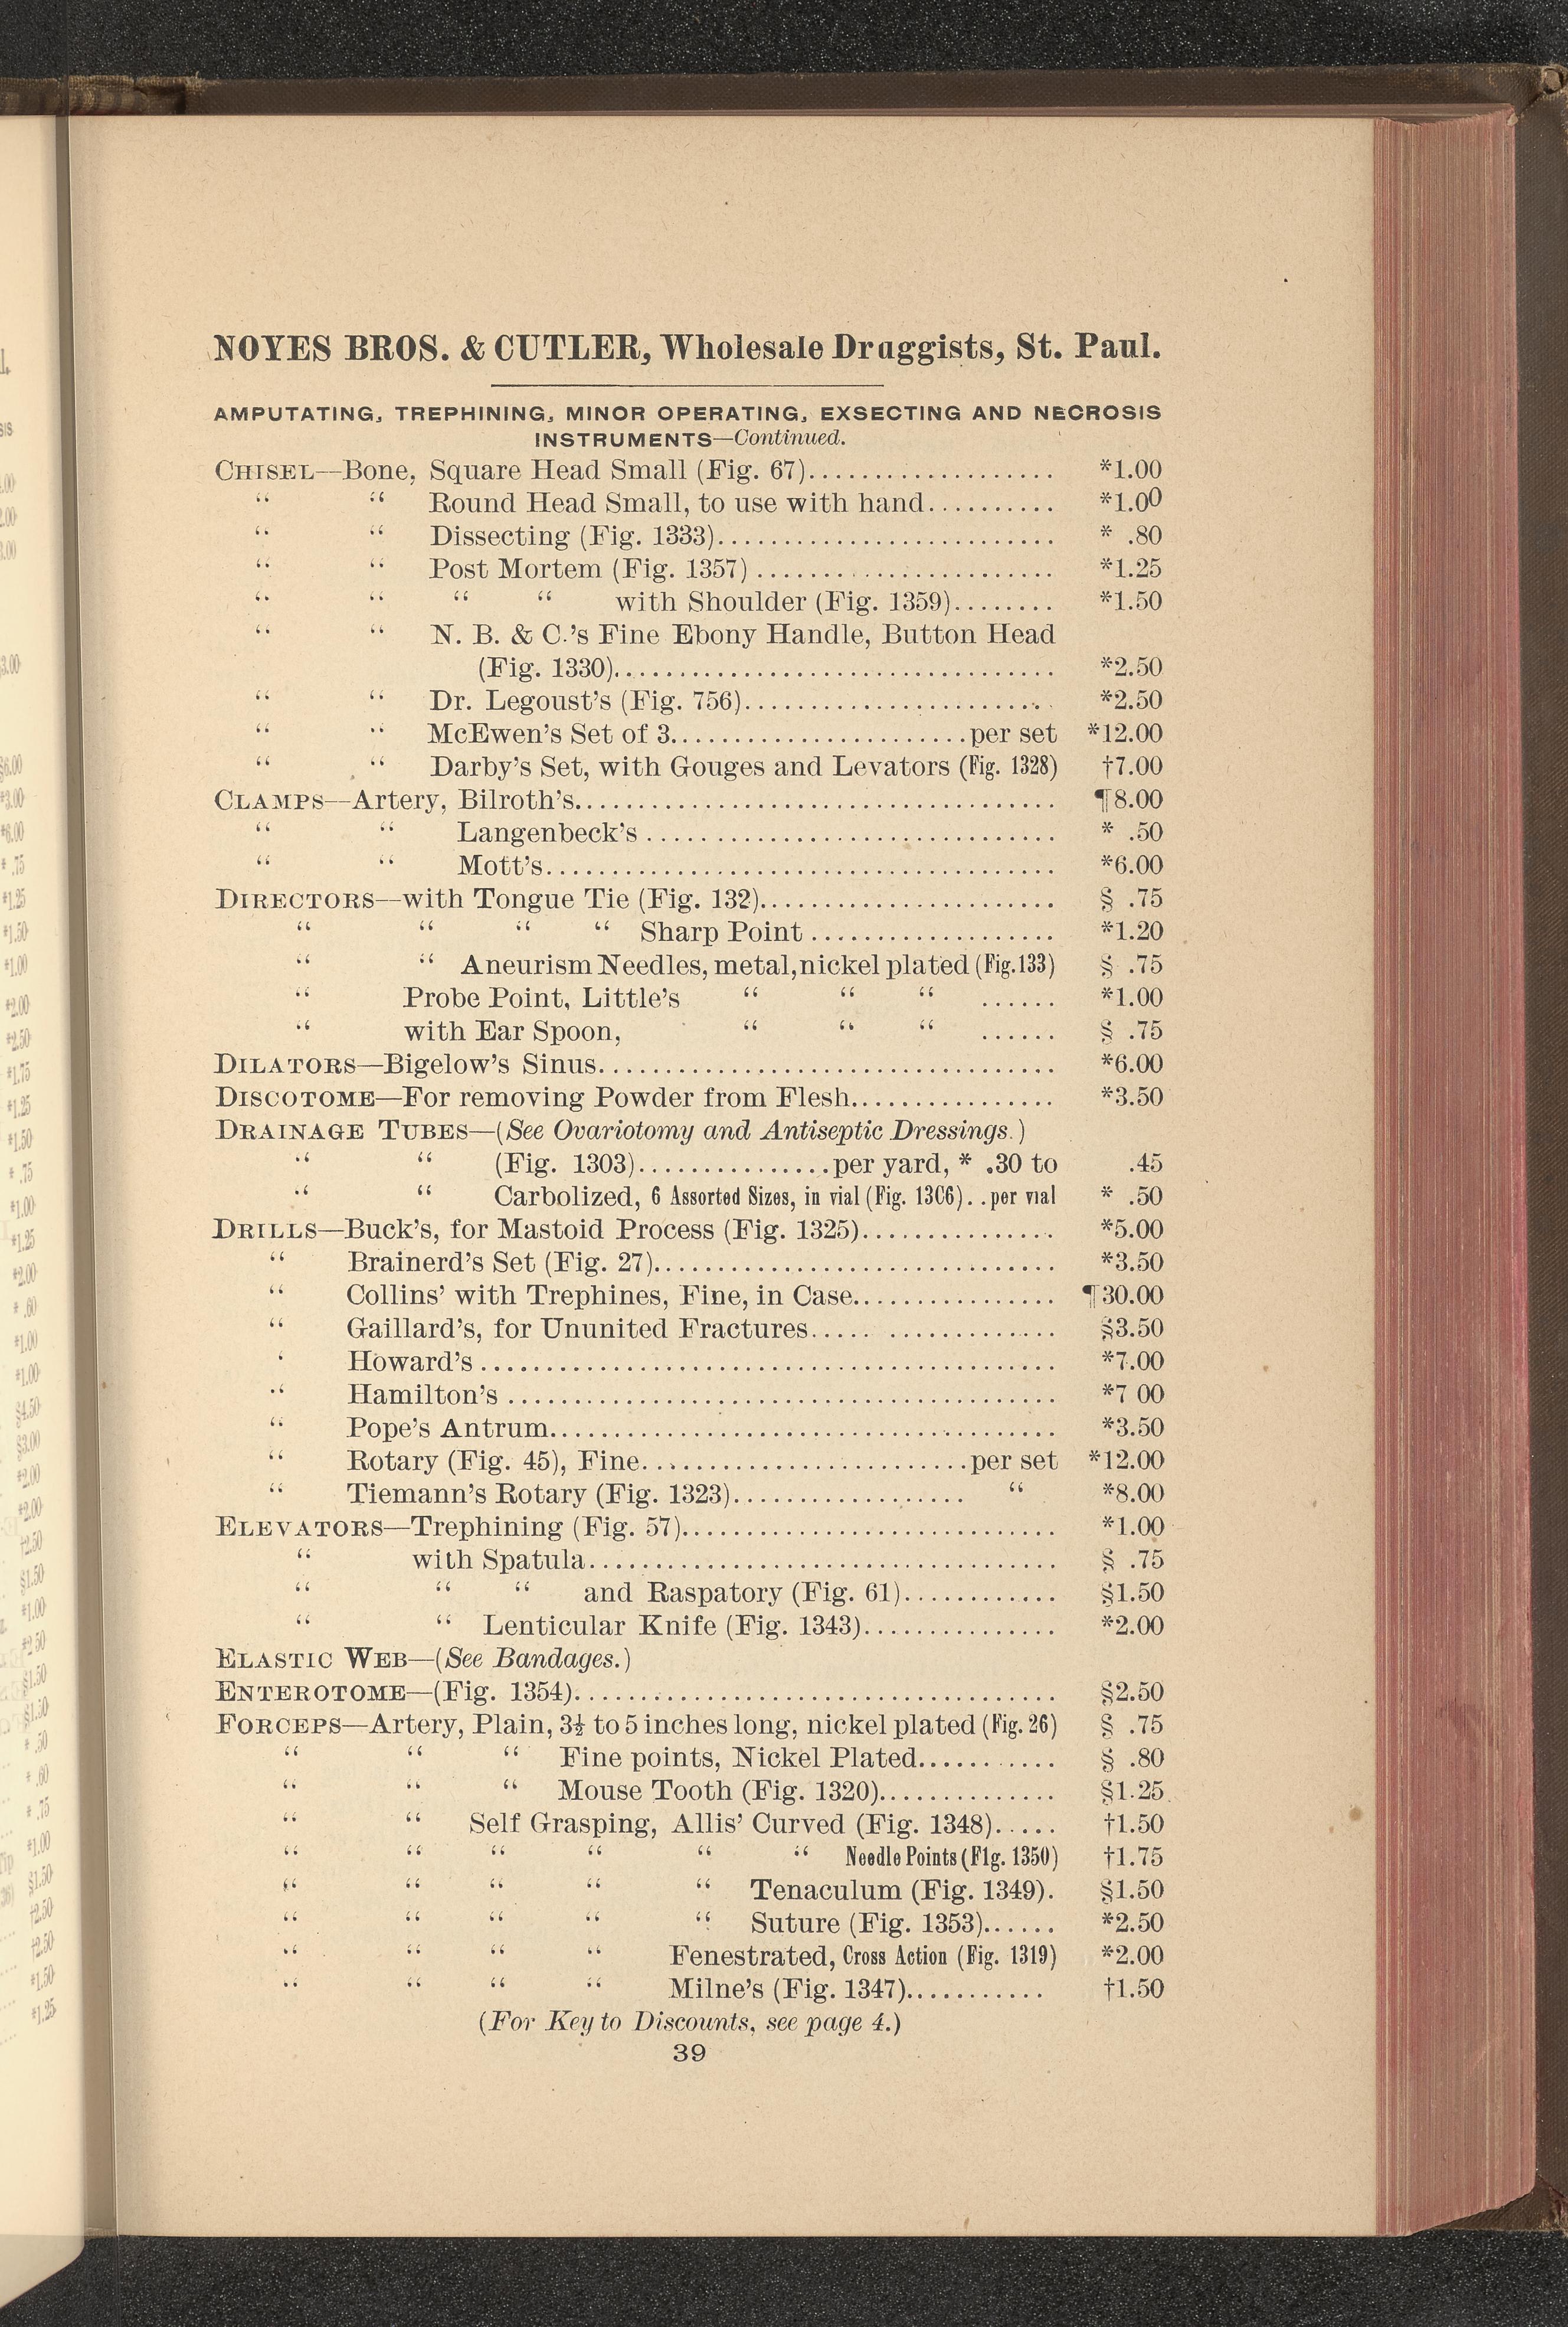 NOYES BROS. & CUTLER, Wholesale Druggists, St. Paul.
AMPUTATING, TREPHINING, MINOR OPERATING, EXSECTING AND NECROSIS
INSTRUMENTS—Continued.
CHISEL—Bone, Square Head Small (Fig. 67)................... *1.00
“ “ Round Head Small, to use with hand.......... *1.00
“ “ Dissecting (Fig. 1333).......................... * .80
“ “ Post Mortem (Fig. 1357) ....................... *1.25
“ “ “ “ with Shoulder (Fig. 1359)........ *1.50
“ “ N. B. & C.’s Fine Ebony Handle, Button Head
(Fig. 1330)................................. *2.50
“ “ Dr. Legoust’s (Fig. 756)....................... *2.50
“ “ McEwen’s Set of 3......................per set *12.00
“ “ Darby’s Set, with Gouges and Levators (Fig. 1328) †7.00
CLAMPS—Artery, Bilroth’s.................................... ¶8.00
“ “ Langenbeck’s ............................... * .50
“ “ Mott’s....................................... *6.00
DIRECTORS—with Tongue Tie (Fig. 132)...................... § .75
“ “ “ “ Sharp Point ................... *1.20
“ “ Aneurism Needles, metal, nickel plated (Fig. 133) § .75
“ Probe Point, Little’s “ “ “ ...... *1.00
“ with Ear Spoon, “ “ “ ...... § .75
DILATORS—Bigelow’s Sinus................................... *6.00
DISCOTOME—For removing Powder from Flesh................ *3.50
DRAINAGE TUBES—(See Ovariotomy and Antiseptic Dressings.)
“ “ (Fig. 1303)...............per yard, * .30 to .45
“ “ Carbolized, 6 Assorted Sizes, in vial (Fig. 1306)..per vial * .50
DRILLS—Buck’s, for Mastoid Process (Fig. 1325)............... *5.00
“ Brainerd’s Set (Fig. 27).............................. *3.50
“ Collins’ with Trephines, Fine, in Case................ ¶30.00
“ Gaillard’s, for Ununited Fractures..... ............. §3.50
‘ Howard’s ........................................... *7.00
“ Hamilton’s ......................................... *7 00
“ Pope’s Antrum...................................... *3.50
“ Rotary (Fig. 45), Fine.........................per set *12.00
“ Tiemann’s Rotary (Fig. 1323).................. “ *8.00
ELEVATORS—Trephining (Fig. 57)............................ *1.00
“ with Spatula................................... § .75
“ “ “ and Raspatory (Fig. 61)............ §1.50
“ “ Lenticular Knife (Fig. 1343)............... *2.00
ELASTIC WEB—(See Bandages.)
ENTEROTOME—(Fig. 1354).................................... §2.50
FORCEPS—Artery, Plain, 3½ to 5 inches long, nickel plated (Fig. 26) § .75
“ “ “ Fine points, Nickel Plated........... § .80
“ “ “ Mouse Tooth (Fig. 1320).............. §1.25
“ “ Self Grasping, Allis’ Curved (Fig. 1348)..... †1.50
“ “ “ “ “ “ Needle Points (Fig. 1350) †1.75
“ “ “ “ “ Tenaculum (Fig. 1349). §1.50
“ “ “ “ “ Suture (Fig. 1353)...... *2.50
“ “ “ “ Fenestrated, Cross Action (Fig. 1319) *2.00
“ “ “ “ Milne’s (Fig. 1347)........... †1.50
(For Key to Discounts, see page 4.)
39